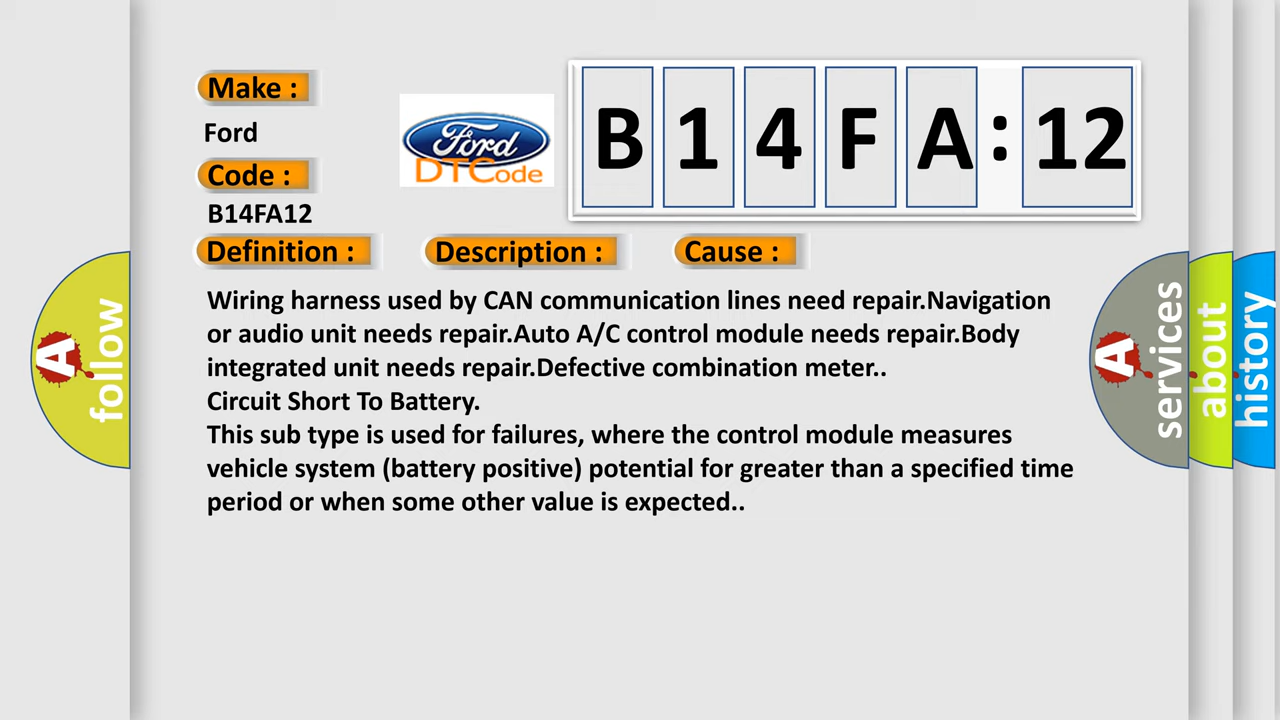 Make :
Ford
Code :
B14FA12
Ford
DTCode
B 1 4 F A : 12
Definition :
Description :
Cause :
Wiring harness used by CAN communication lines need repair.Navigation
or audio unit needs repair.Auto A/C control module needs repair.Body
integrated unit needs repair.Defective combination meter..
Circuit Short To Battery.
This sub type is used for failures, where the control module measures
vehicle system (battery positive) potential for greater than a specified time
period or when some other value is expected..
A follow
A services
about
history